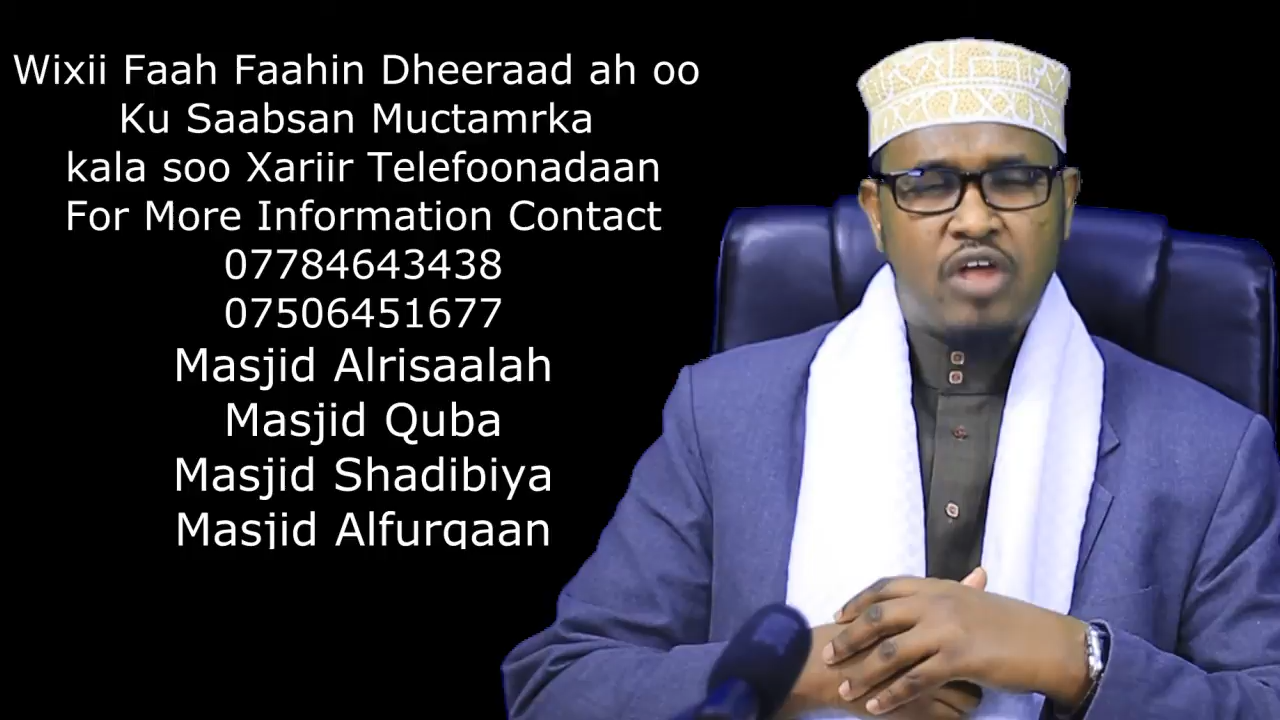 Wixii Faah Faahin Dheeraad ah oo
Ku Saabsan Muctamrka
kala soo Xariir Telefoonadaan
For More Information Contact
07784643438
07506451677
Masjid Alrisaalah
Masjid Quba
Masjid Shadibiya
Masjid Alfurqaan